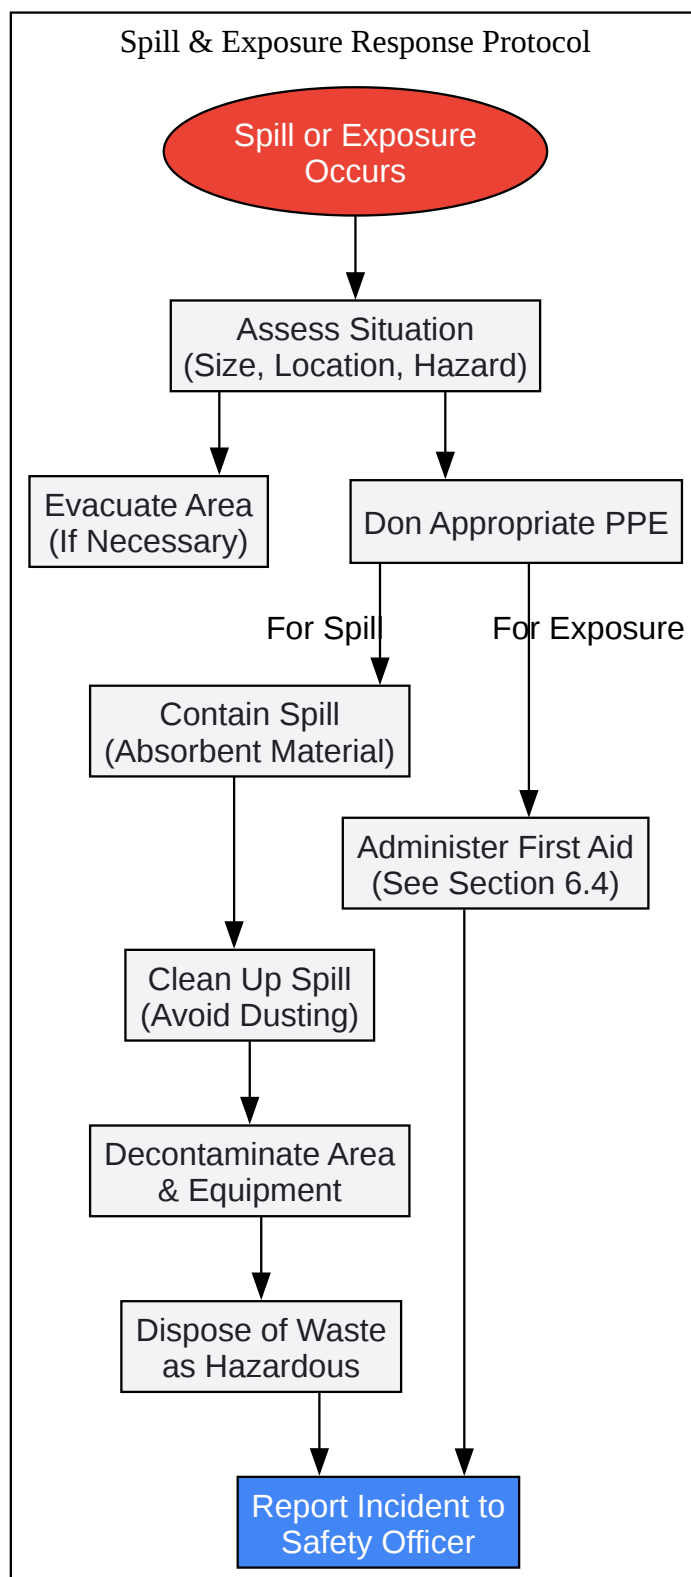 Spill & Exposure Response Protocol
Spill or Exposure
Occurs
Assess Situation
(Size, Location, Hazard)
Evacuate Area
(If Necessary)
Don Appropriate PPE
For Spill
For Exposure
Contain Spill
(Absorbent Material)
Administer First Aid
(See Section 6.4)
Clean Up Spill
(Avoid Dusting)
Decontaminate Area
& Equipment
Dispose of Waste
as Hazardous
Report Incident to
Safety Officer